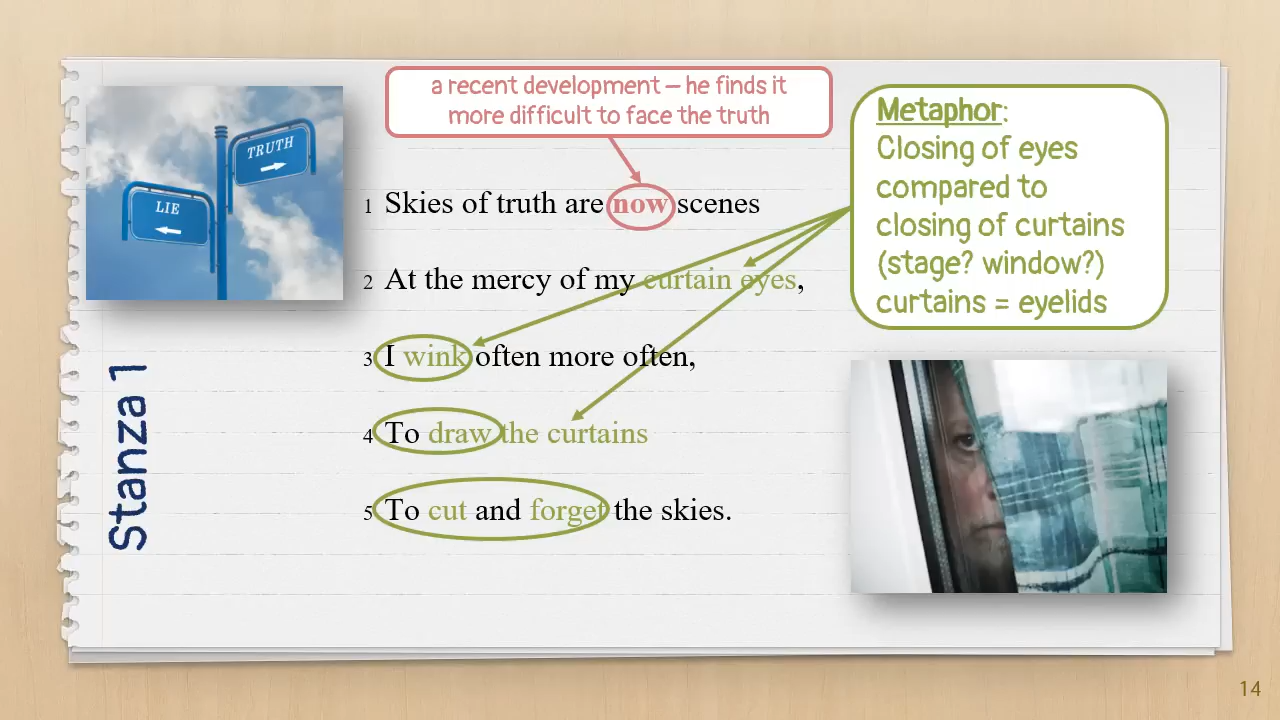 a recent development – he finds it
more difficult to face the truth
Metaphor:
Closing of eyes
compared to
closing of curtains
(stage? window?)
curtains = eyelids
TRUTH
LIE
1 Skies of truth are now scenes
2 At the mercy of my curtain eyes,
3 I wink often more often,
4 To draw the curtains
5 To cut and forget the skies.
Stanza 1
14